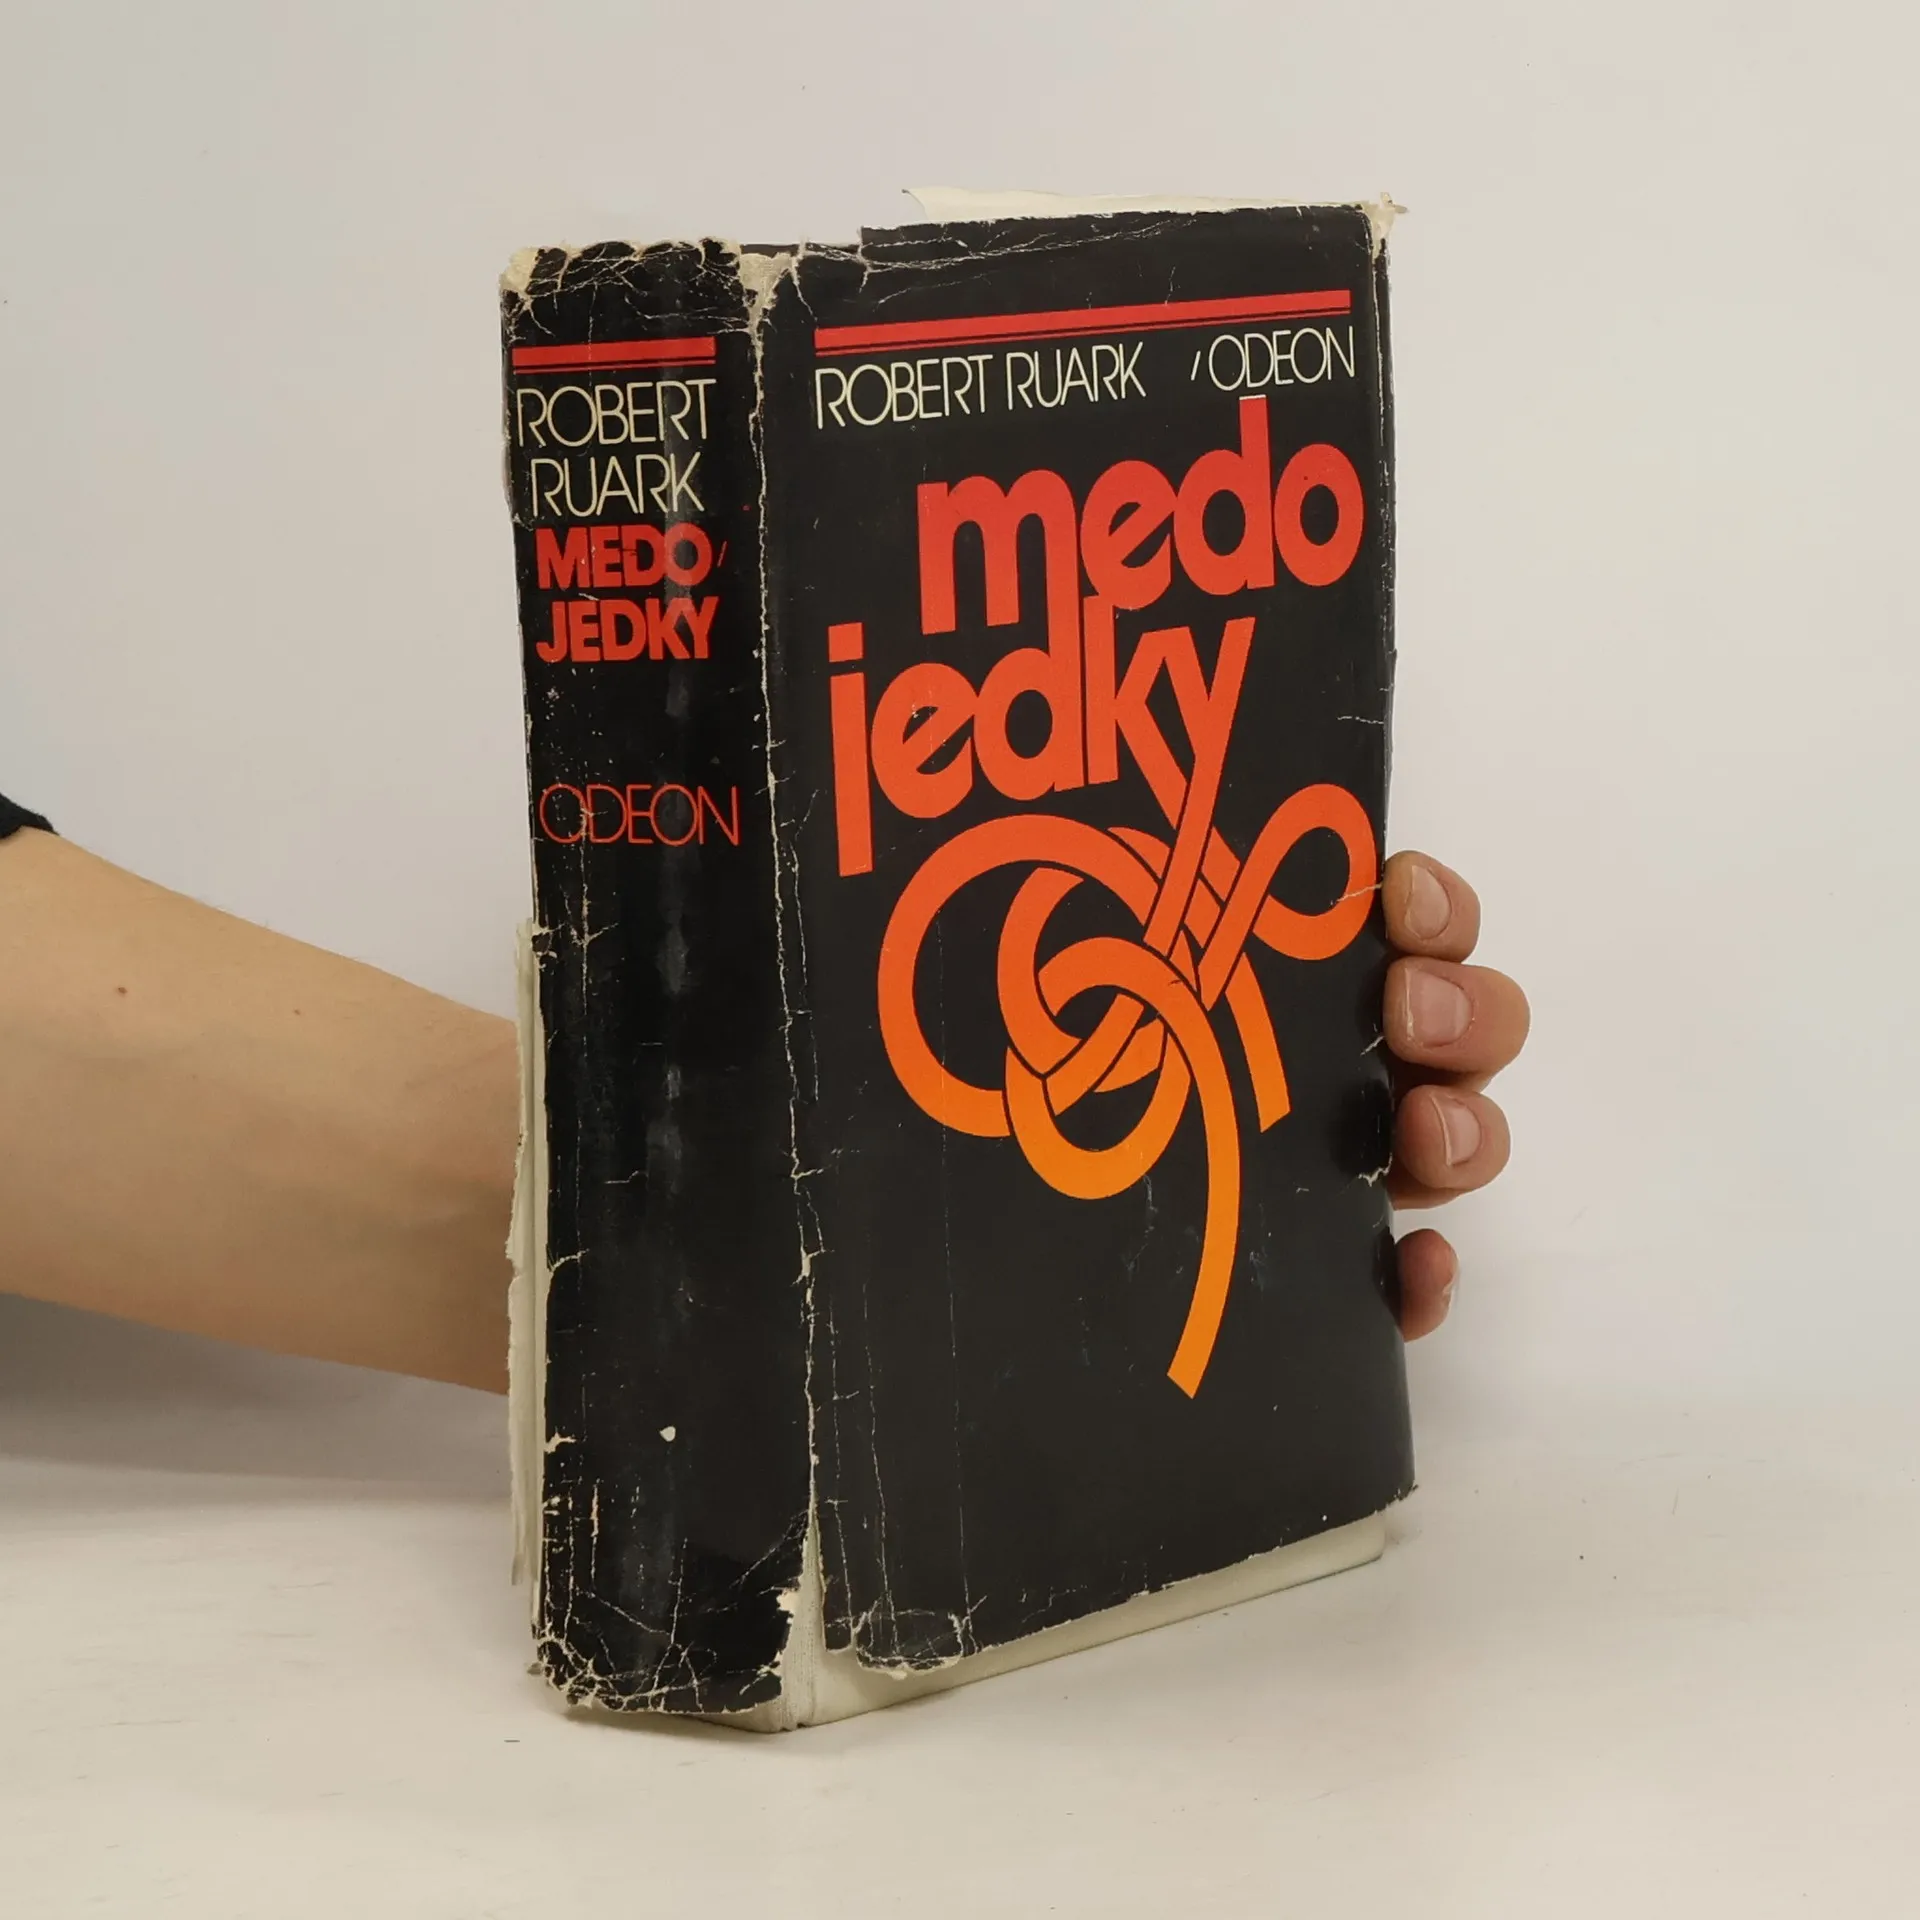 ROBERT
RUARK
MEDO/
JEDKY
ODEON
ROBERT RUARK /ODEON
medo
jedky